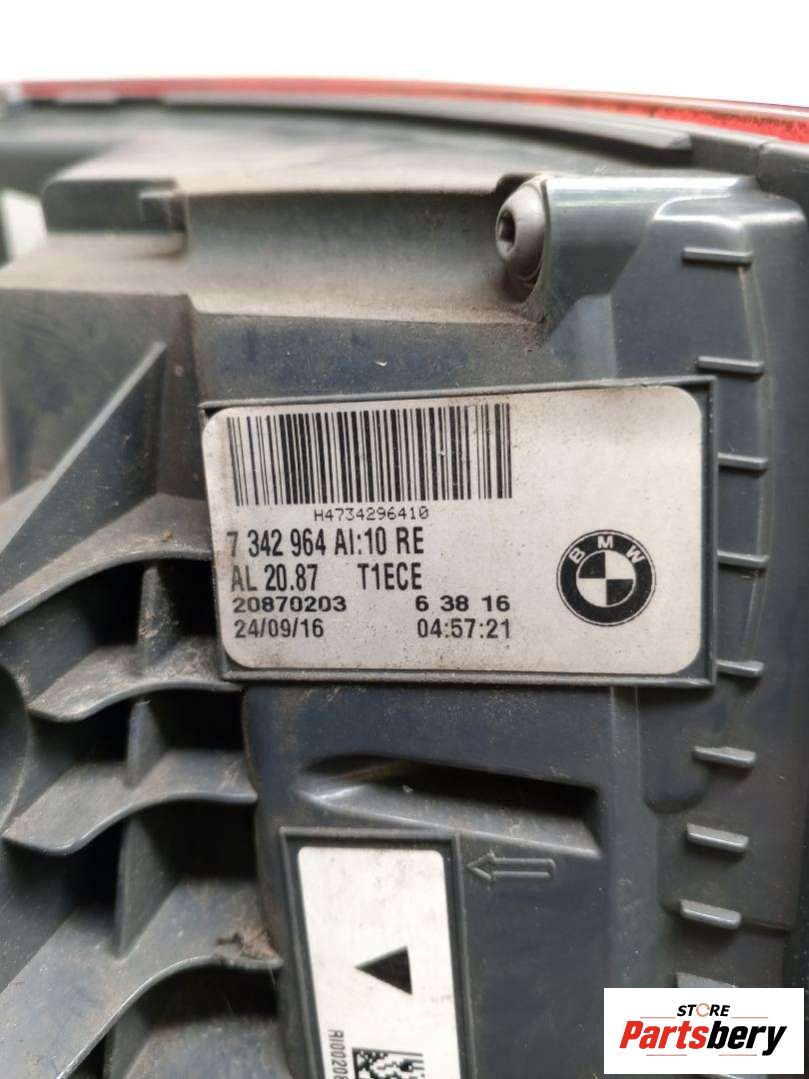 H4734296410
7 342 964 AI:10 RE
AL 20.87 T1ECE
20870203 6 38 16
24/09/16 04:57:21
BMW
STORE
Partsbery